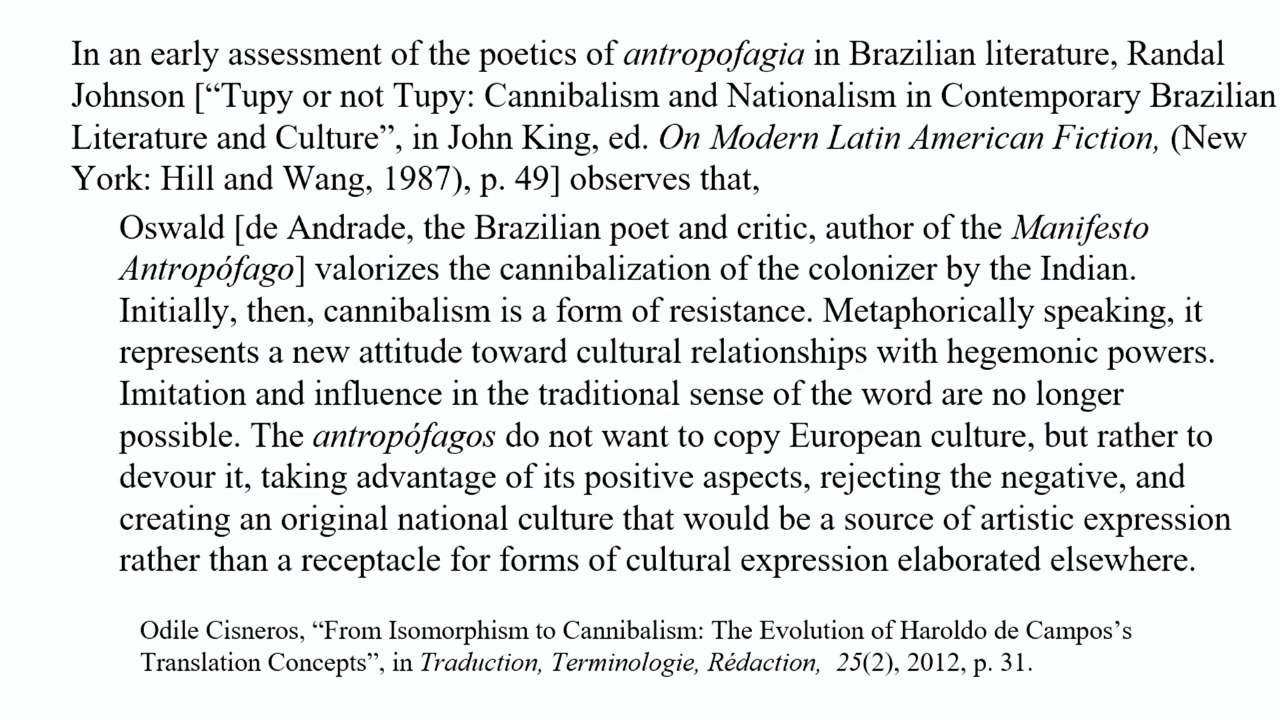 In an early assessment of the poetics of antropofagia in Brazilian literature, Randal
Johnson [“Tupy or not Tupy: Cannibalism and Nationalism in Contemporary Brazilian
Literature and Culture”, in John King, ed. On Modern Latin American Fiction, (New
York: Hill and Wang, 1987), p. 49] observes that,
Oswald [de Andrade, the Brazilian poet and critic, author of the Manifesto
Antropófago] valorizes the cannibalization of the colonizer by the Indian.
Initially, then, cannibalism is a form of resistance. Metaphorically speaking, it
represents a new attitude toward cultural relationships with hegemonic powers.
Imitation and influence in the traditional sense of the word are no longer
possible. The antropófagos do not want to copy European culture, but rather to
devour it, taking advantage of its positive aspects, rejecting the negative, and
creating an original national culture that would be a source of artistic expression
rather than a receptacle for forms of cultural expression elaborated elsewhere.
Odile Cisneros, “From Isomorphism to Cannibalism: The Evolution of Haroldo de Campos’s
Translation Concepts”, in Traduction, Terminologie, Rédaction, 25(2), 2012, p. 31.